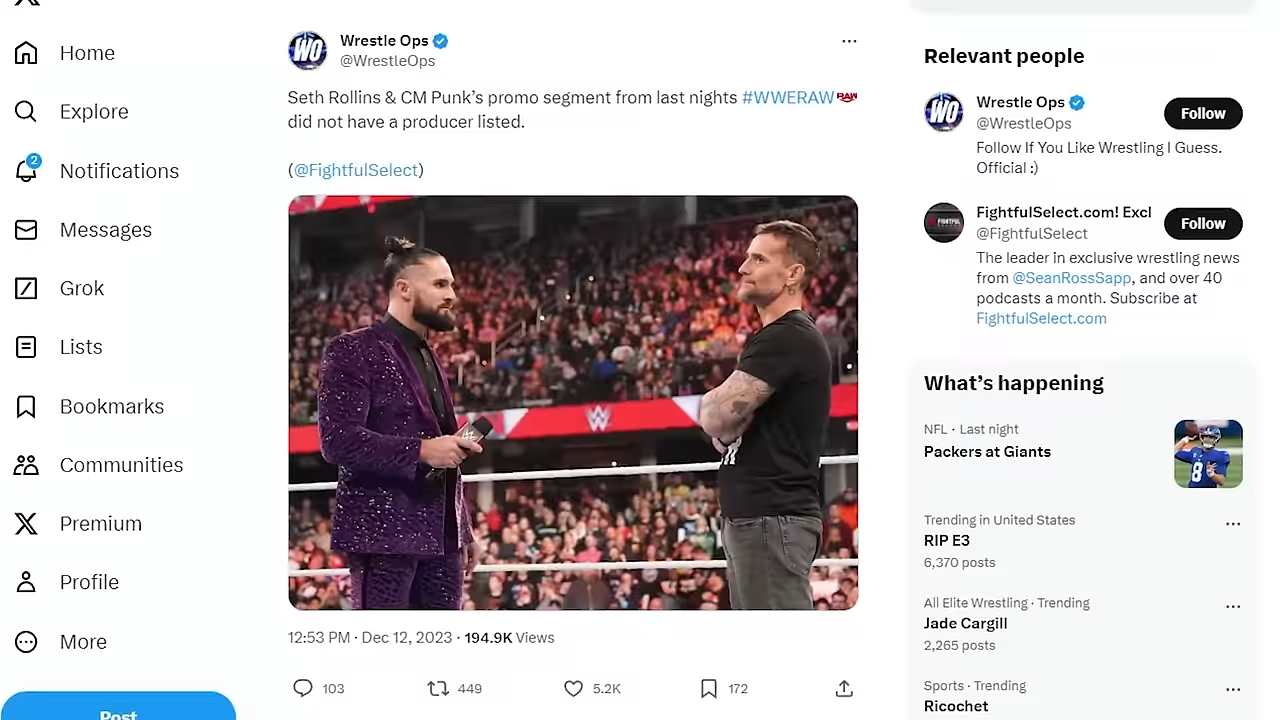 Home
Explore
2
Notifications
Messages
Grok
Lists
Bookmarks
Communities
Premium
Profile
More
Post
WO
Wrestle Ops
@WrestleOps
Seth Rollins & CM Punk’s promo segment from last nights #WWERAW RAW
did not have a producer listed.
(@FightfulSelect)
12:53 PM · Dec 12, 2023 · 194.9K Views
103
449
5.2K
172
Relevant people
WO
Wrestle Ops
@WrestleOps
Follow
Follow If You Like Wrestling I Guess.
Official :)
FIGHTFUL
FightfulSelect.com! Excl
@FightfulSelect
Follow
The leader in exclusive wrestling news
from @SeanRossSapp, and over 40
podcasts a month. Subscribe at
FightfulSelect.com
What’s happening
NFL · Last night
Packers at Giants
8
Trending in United States
RIP E3
6,370 posts
All Elite Wrestling · Trending
Jade Cargill
2,265 posts
Sports · Trending
Ricochet